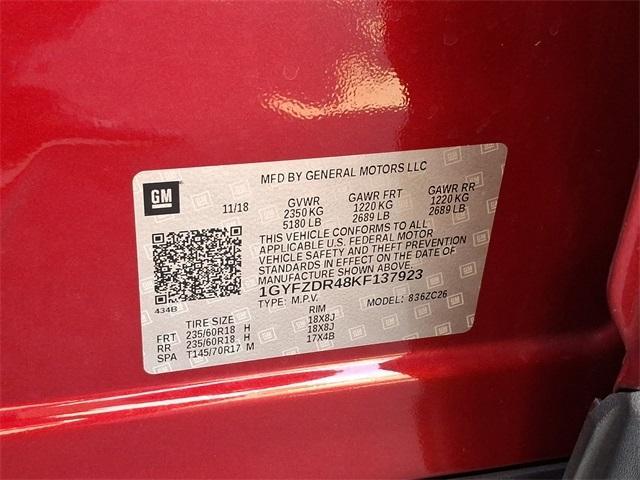 MFD BY GENERAL MOTORS LLC
GM
11/18
GVWR GAWR FRT GAWR RR
2350 KG 1220 KG 1220 KG
5180 LB 2689 LB 2689 LB
THIS VEHICLE CONFORMS TO ALL
APPLICABLE U.S. FEDERAL MOTOR
VEHICLE SAFETY AND THEFT PREVENTION
STANDARDS IN EFFECT ON THE DATE OF
MANUFACTURE SHOWN ABOVE.
1GYFZDR48KF137923
434B
TYPE: M.P.V. MODEL: 836ZC26
TIRE SIZE RIM
FRT 235/60R18 H 18X8J
RR 235/60R18 H 18X8J
SPA T145/70R17 M 17X4B